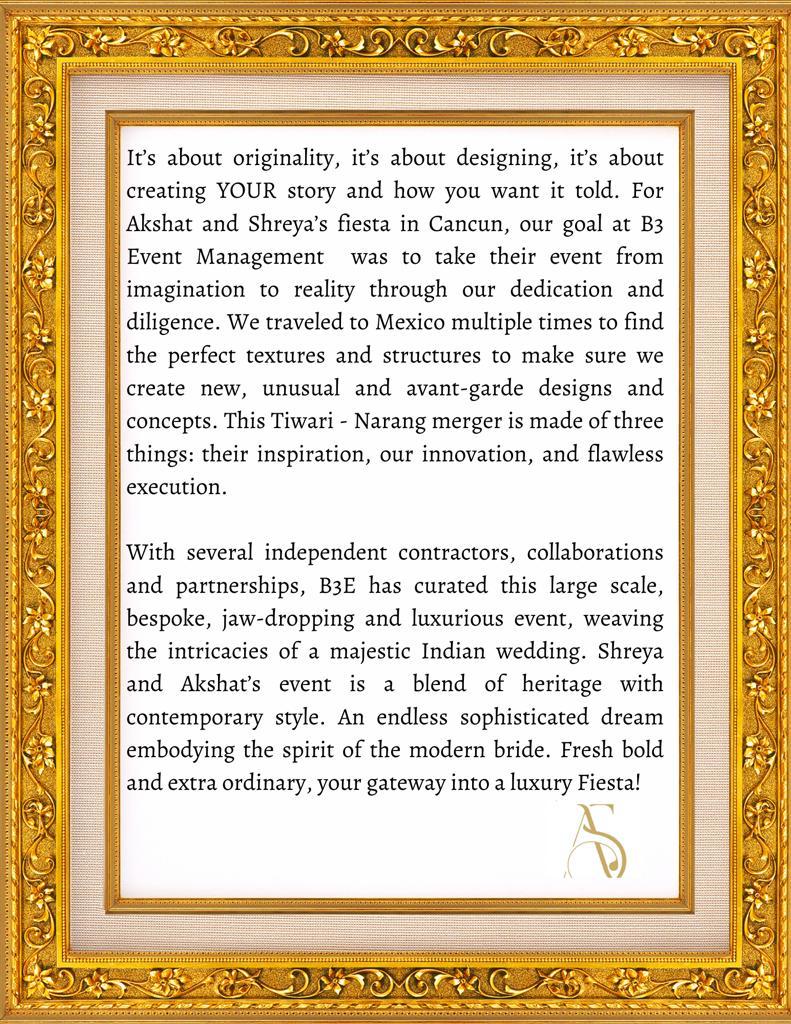 It's about originality, it's about designing, it's about
creating YOUR story and how you want it told. For
Akshat and Shreya's fiesta in Cancun, our goal at B3
Event Management was to take their event from
imagination to reality through our dedication and
diligence. We traveled to Mexico multiple times to find
the perfect textures and structures to make sure we
create new, unusual and avant-garde designs and
concepts. This Tiwari - Narang merger is made of three
things: their inspiration, our innovation, and flawless
execution.
With several independent contractors, collaborations
and partnerships, B3E has curated this large scale,
bespoke, jaw-dropping and luxurious event, weaving
the intricacies of a majestic Indian wedding. Shreya
and Akshat's event is a blend of heritage with
contemporary style. An endless sophisticated dream
embodying the spirit of the modern bride. Fresh bold
and extra ordinary, your gateway into a luxury Fiesta!
AS